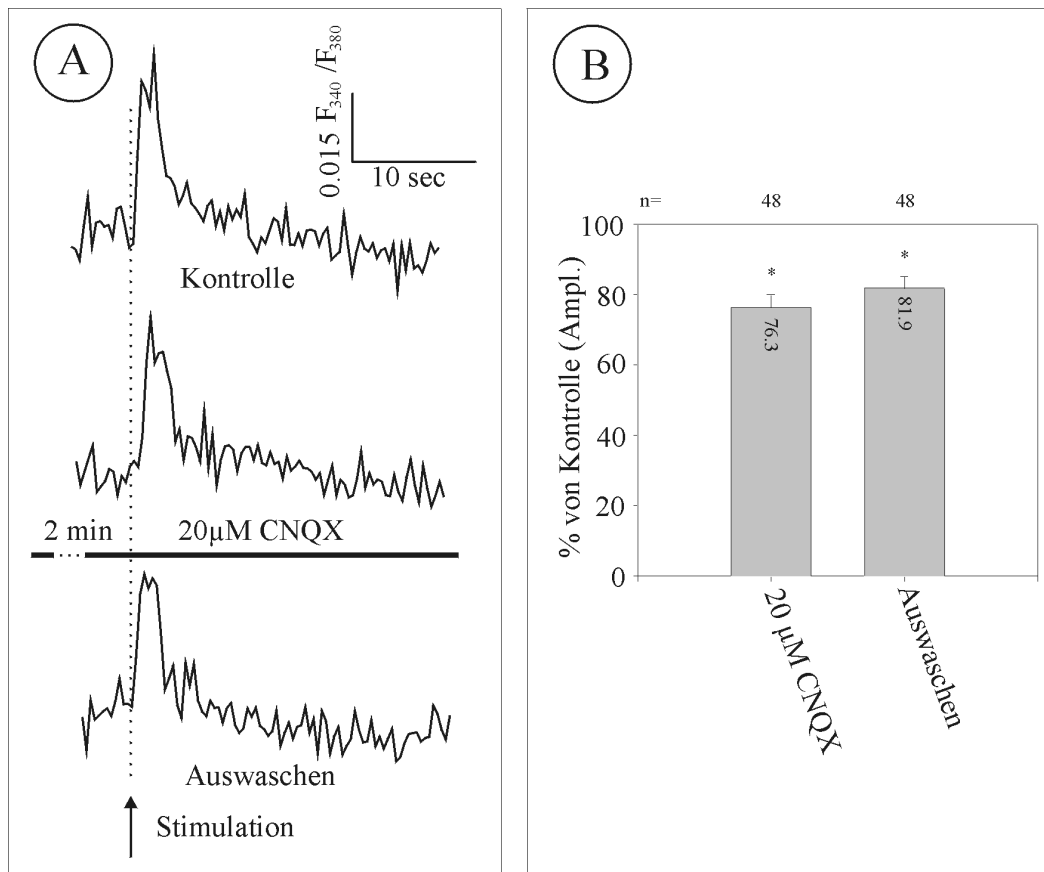 A
0.015 F340 /F380
10 sec
Kontrolle
2 min
20µM CNQX
Auswaschen
Stimulation
B
n= 48 48
% von Kontrolle (Ampl.)
100
80
60
40
20
0
* *
76.3
81.9
20 µM CNQX
Auswaschen